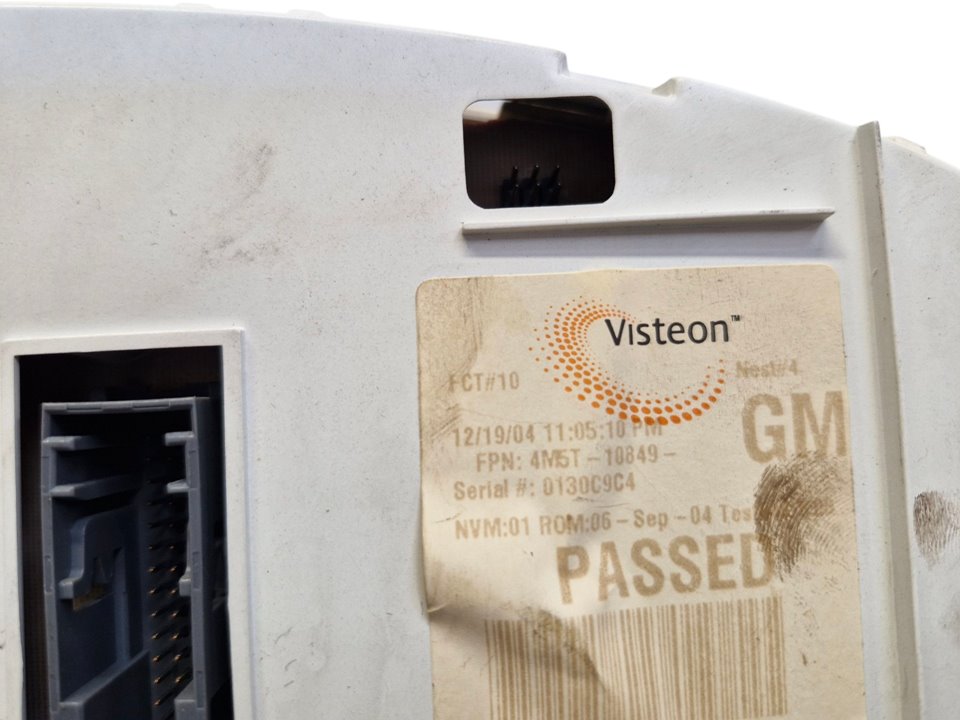 Visteon™
FCT#10 Nest#4
GM
12/19/04 11:05:10 PM
FPN: 4M5T-10849-
Serial #: 0130C9C4
NVM:01 ROM:06-Sep-04 Tes
PASSED